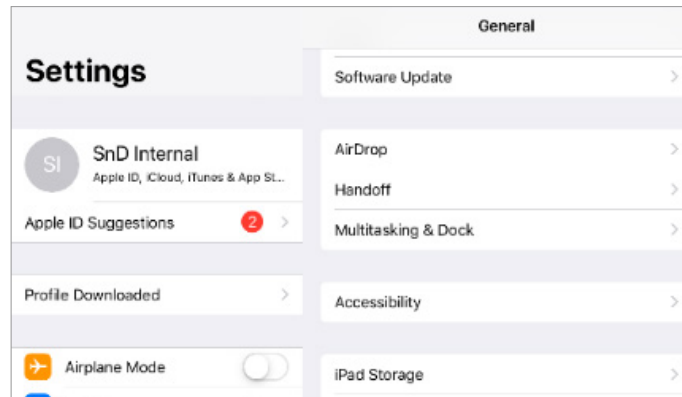 General
Settings
Software Update
SnD Internal
Apple ID, iCloud, iTunes & App St...
SI
Apple ID Suggestions
2
Profile Downloaded
Airplane Mode
AirDrop
Handoff
Multitasking & Dock
Accessibility
iPad Storage